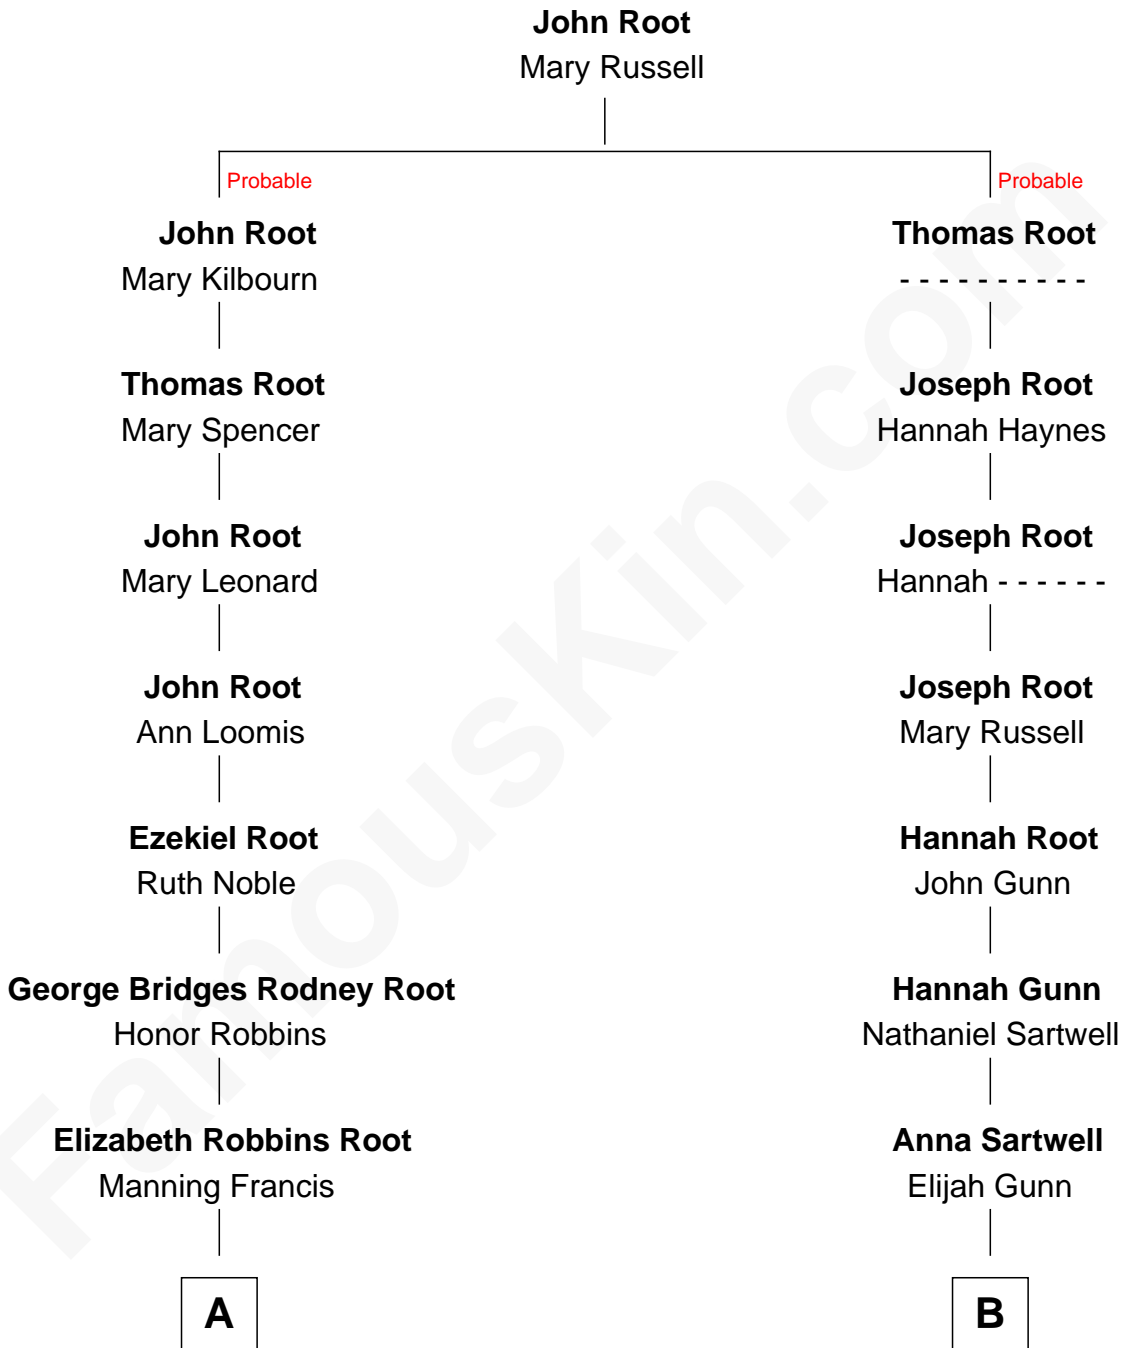 John Root
Mary Russell
Probable
Probable
John Root
Mary Kilbourn
Thomas Root
- - - - - - - - - -
Thomas Root
Mary Spencer
Joseph Root
Hannah Haynes
John Root
Mary Leonard
Joseph Root
Hannah - - - - - -
John Root
Ann Loomis
Joseph Root
Mary Russell
Ezekiel Root
Ruth Noble
Hannah Root
John Gunn
George Bridges Rodney Root
Honor Robbins
Hannah Gunn
Nathaniel Sartwell
Elizabeth Robbins Root
Manning Francis
Anna Sartwell
Elijah Gunn
A
B
FamousKin.com